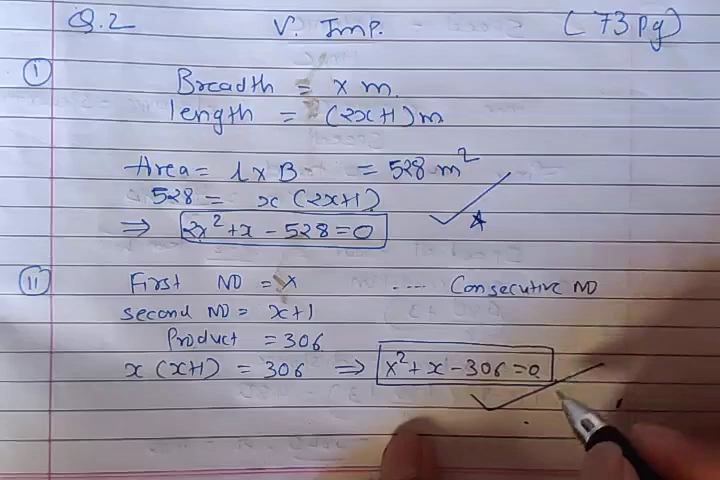 Q.2 V. Imp. (73 Pg)
(i) Breadth = x m.
length = (2x+1) m
Area = l x B = 528 m²
528 = x (2x+1)
⇒ 2x² + x - 528 = 0
(ii) First NO = x .... Consecutive NO
second NO = x+1
Product = 306
x (x+1) = 306 ⇒ x² + x - 306 = 0